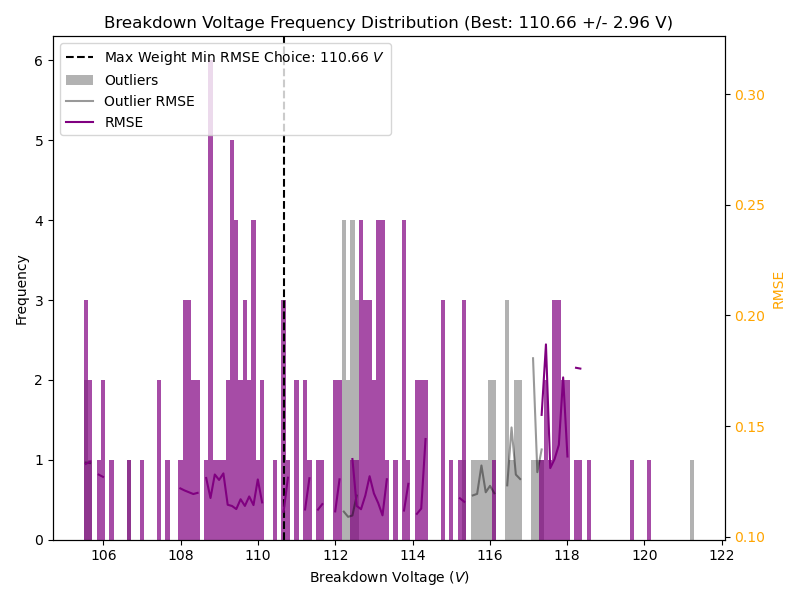 Breakdown Voltage Frequency Distribution (Best: 110.66 +/- 2.96 V)
Max Weight Min RMSE Choice: 110.66 V
Outliers
Outlier RMSE
RMSE
Frequency
6
5
4
3
2
1
0
0.30
0.25
0.20
0.15
0.10
RMSE
106 108 110 112 114 116 118 120 122
Breakdown Voltage (V)